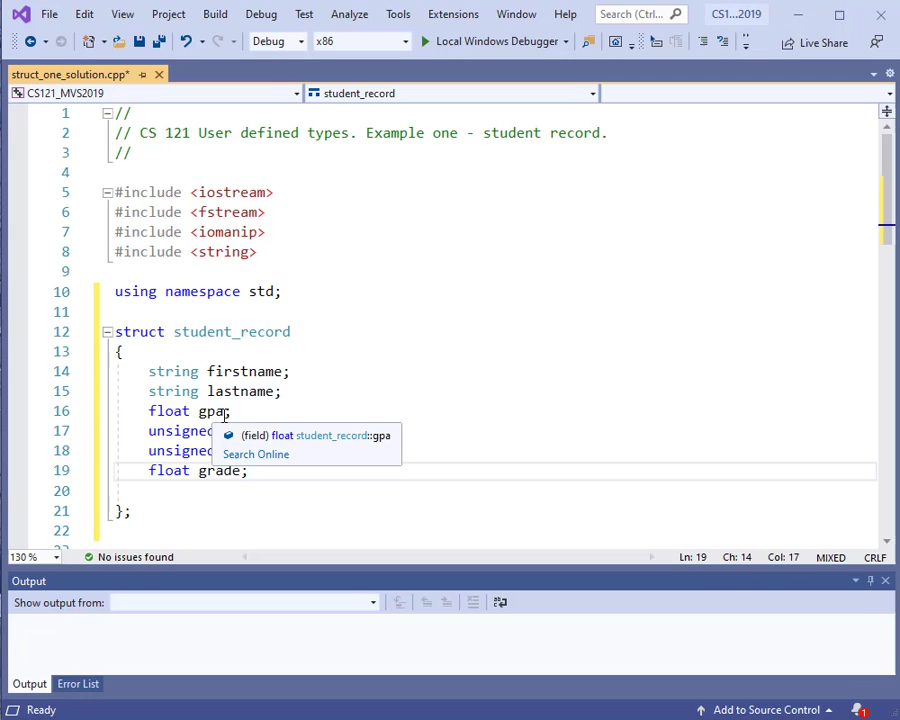 File Edit View Project Build Debug Test Analyze Tools Extensions Window Help Search (Ctrl... CS1...2019
Debug x86 Local Windows Debugger Live Share
struct_one_solution.cpp*
CS121_MVS2019 student_record
1 //
2 // CS 121 User defined types. Example one - student record.
3 //
4
5 #include <iostream>
6 #include <fstream>
7 #include <iomanip>
8 #include <string>
9
10 using namespace std;
11
12 struct student_record
13 {
14 string firstname;
15 string lastname;
16 float gpa;
17 unsigned
(field) float student_record::gpa
18 unsigned
Search Online
19 float grade;
20
21 };
22
130 % No issues found Ln: 19 Ch: 14 Col: 17 MIXED CRLF
Output
Show output from:
Output Error List
Ready Add to Source Control 1